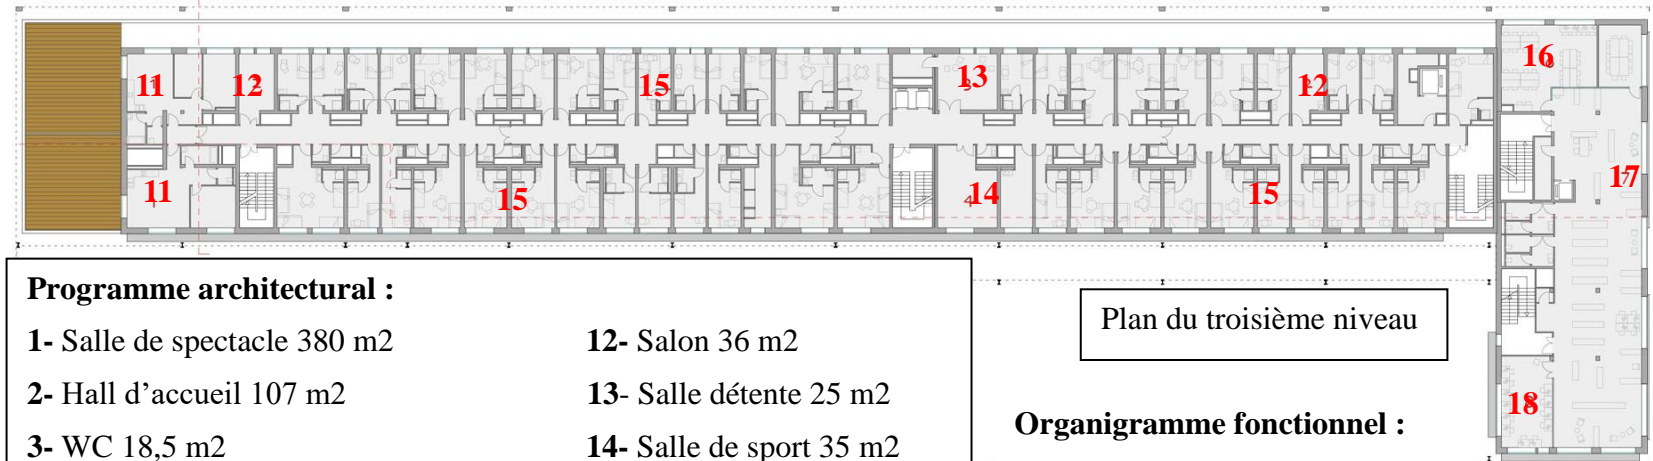 16
11
12
15
13
12
17
11
15
14
15
18
Programme architectural :
1- Salle de spectacle 380 m2
2- Hall d’accueil 107 m2
3- WC 18,5 m2
12- Salon 36 m2
13- Salle détente 25 m2
14- Salle de sport 35 m2
Plan du troisième niveau
Organigramme fonctionnel :